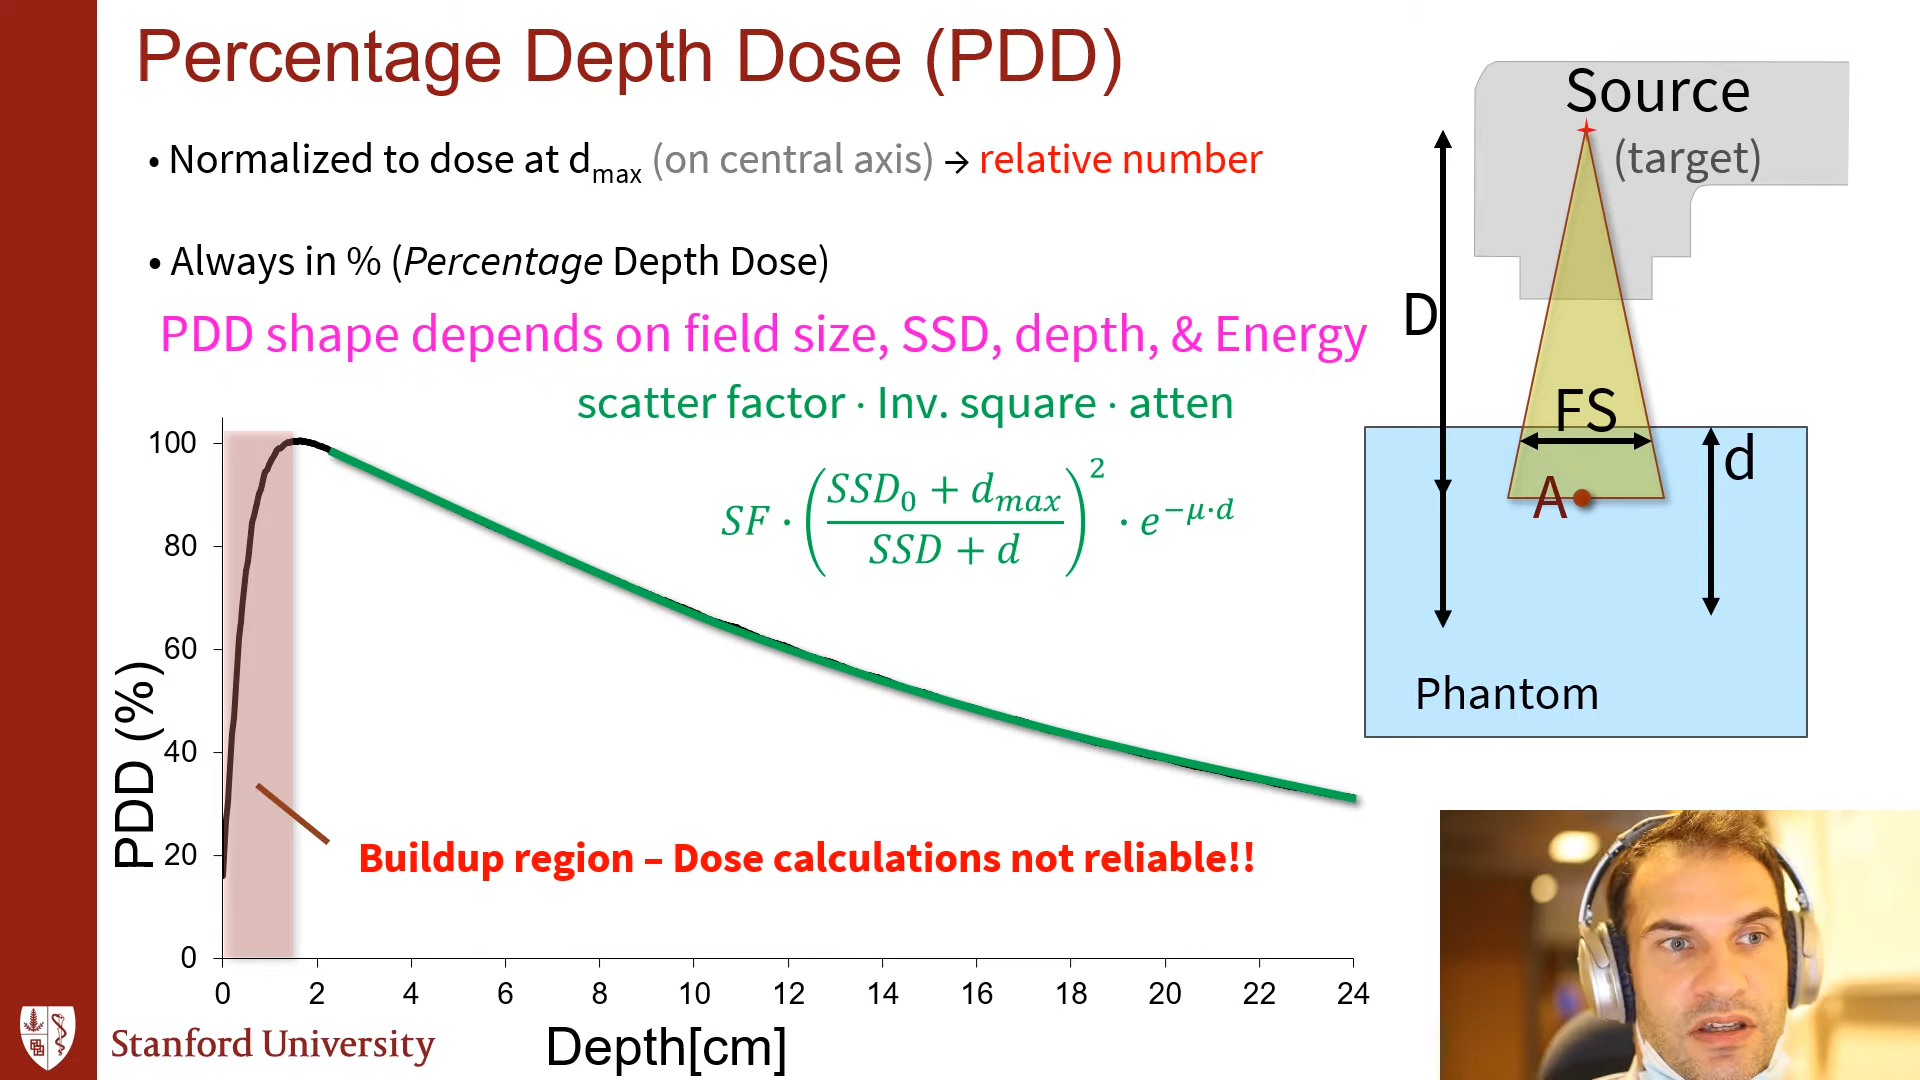 Percentage Depth Dose (PDD)
• Normalized to dose at dmax (on central axis) → relative number
• Always in % (Percentage Depth Dose)
PDD shape depends on field size, SSD, depth, & Energy
scatter factor · Inv. square · atten
SF · ((SSD₀ + dmax) / (SSD + d))² · e^(−μ·d)
Source
(target)
D
FS
d
A
Phantom
PDD (%)
100
80
60
40
20
0
Buildup region – Dose calculations not reliable!!
0 2 4 6 8 10 12 14 16 18 20 22 24
Depth[cm]
Stanford University